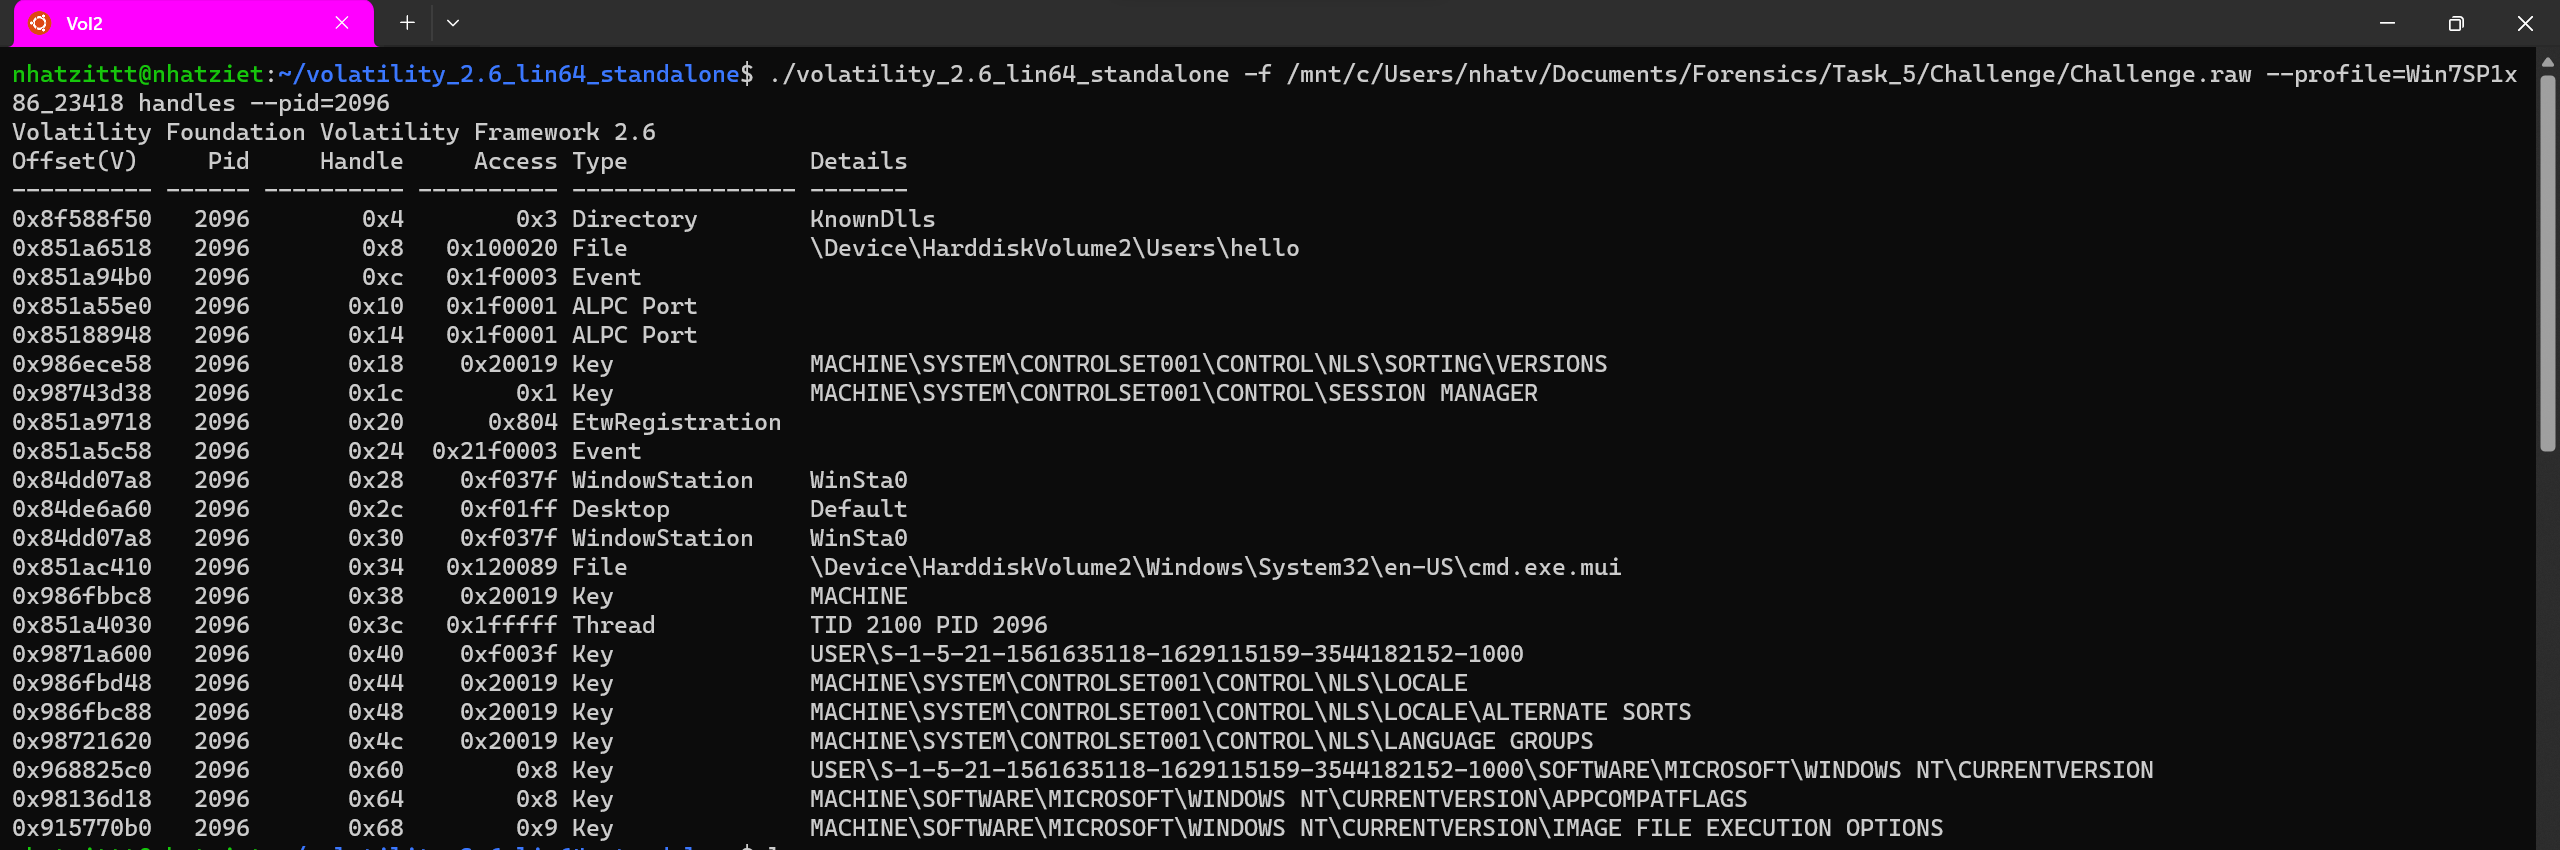 Vol2
nhatzittt@nhatziet:~/volatility_2.6_lin64_standalone$ ./volatility_2.6_lin64_standalone -f /mnt/c/Users/nhatv/Documents/Forensics/Task_5/Challenge/Challenge.raw --profile=Win7SP1x
86_23418 handles --pid=2096
Volatility Foundation Volatility Framework 2.6
Offset(V)     Pid     Handle     Access Type             Details
---------- ------ ---------- ---------- ---------------- -------
0x8f588f50   2096        0x4        0x3 Directory        KnownDlls
0x851a6518   2096        0x8   0x100020 File             \Device\HarddiskVolume2\Users\hello
0x851a94b0   2096        0xc   0x1f0003 Event
0x851a55e0   2096       0x10   0x1f0001 ALPC Port
0x85188948   2096       0x14   0x1f0001 ALPC Port
0x986ece58   2096       0x18    0x20019 Key              MACHINE\SYSTEM\CONTROLSET001\CONTROL\NLS\SORTING\VERSIONS
0x98743d38   2096       0x1c        0x1 Key              MACHINE\SYSTEM\CONTROLSET001\CONTROL\SESSION MANAGER
0x851a9718   2096       0x20      0x804 EtwRegistration
0x851a5c58   2096       0x24  0x21f0003 Event
0x84dd07a8   2096       0x28    0xf037f WindowStation    WinSta0
0x84de6a60   2096       0x2c    0xf01ff Desktop          Default
0x84dd07a8   2096       0x30    0xf037f WindowStation    WinSta0
0x851ac410   2096       0x34   0x120089 File             \Device\HarddiskVolume2\Windows\System32\en-US\cmd.exe.mui
0x986fbbc8   2096       0x38    0x20019 Key              MACHINE
0x851a4030   2096       0x3c   0x1fffff Thread           TID 2100 PID 2096
0x9871a600   2096       0x40    0xf003f Key              USER\S-1-5-21-1561635118-1629115159-3544182152-1000
0x986fbd48   2096       0x44    0x20019 Key              MACHINE\SYSTEM\CONTROLSET001\CONTROL\NLS\LOCALE
0x986fbc88   2096       0x48    0x20019 Key              MACHINE\SYSTEM\CONTROLSET001\CONTROL\NLS\LOCALE\ALTERNATE SORTS
0x98721620   2096       0x4c    0x20019 Key              MACHINE\SYSTEM\CONTROLSET001\CONTROL\NLS\LANGUAGE GROUPS
0x968825c0   2096       0x60        0x8 Key              USER\S-1-5-21-1561635118-1629115159-3544182152-1000\SOFTWARE\MICROSOFT\WINDOWS NT\CURRENTVERSION
0x98136d18   2096       0x64        0x8 Key              MACHINE\SOFTWARE\MICROSOFT\WINDOWS NT\CURRENTVERSION\APPCOMPATFLAGS
0x915770b0   2096       0x68        0x9 Key              MACHINE\SOFTWARE\MICROSOFT\WINDOWS NT\CURRENTVERSION\IMAGE FILE EXECUTION OPTIONS